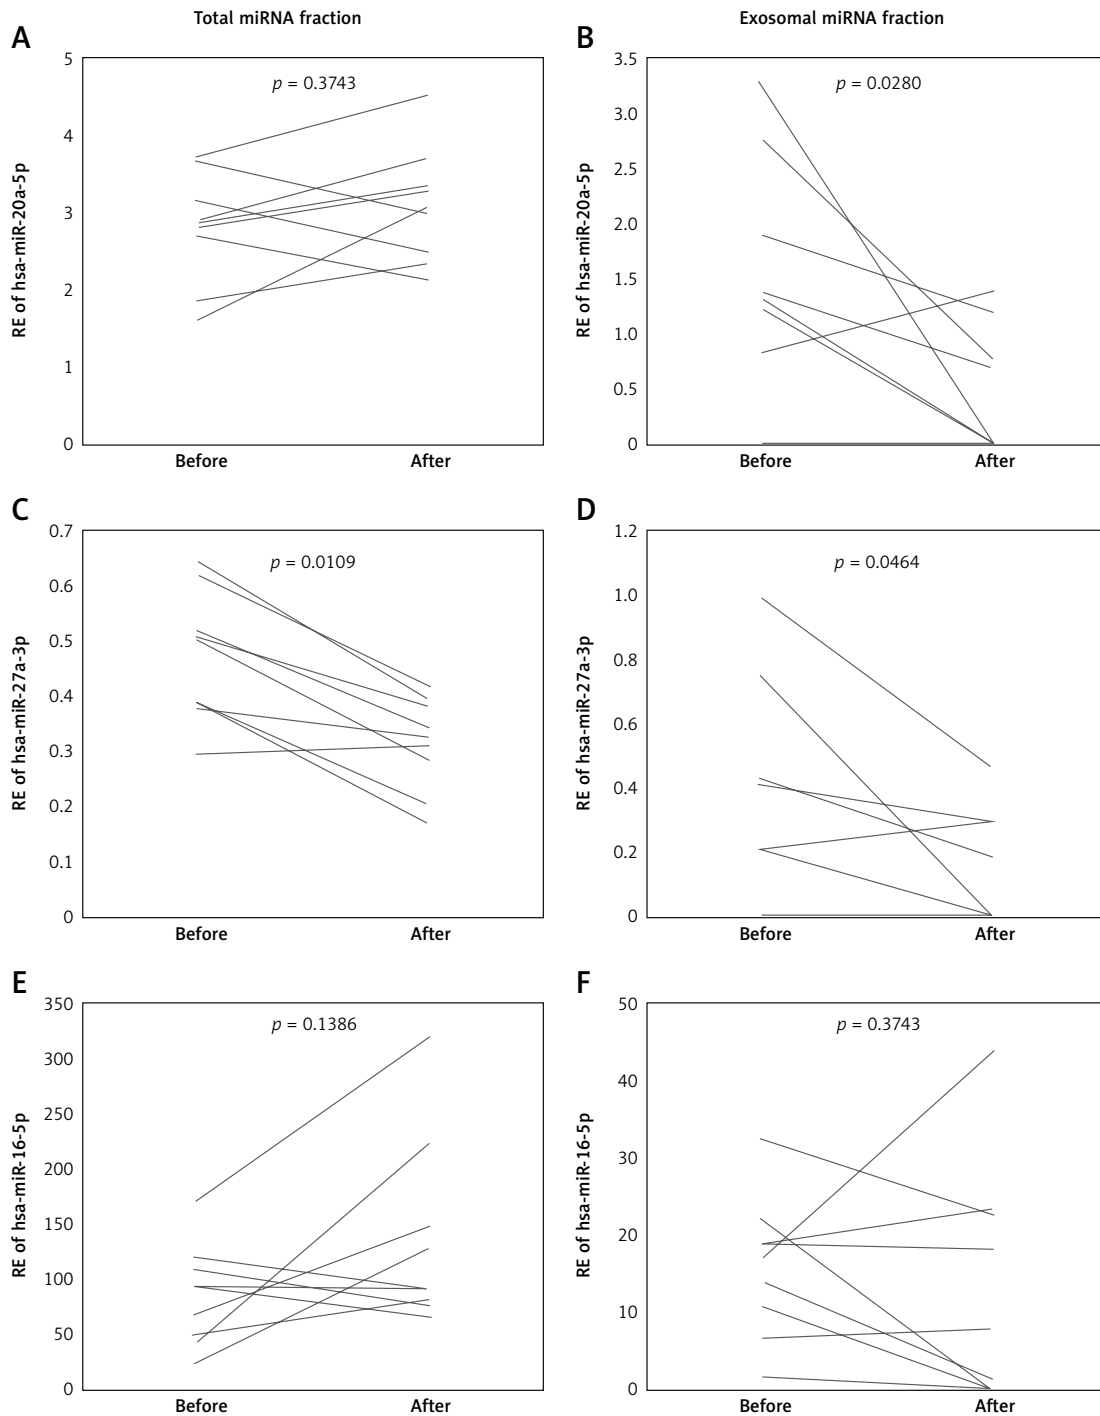 Total miRNA fraction
Exosomal miRNA fraction
A
RE of hsa-miR-20a-5p
5
4
3
2
1
0
p = 0.3743
Before
After
B
RE of hsa-miR-20a-5p
3.5
3.0
2.5
2.0
1.5
1.0
0.5
0
p = 0.0280
Before
After
C
RE of hsa-miR-27a-3p
0.7
0.6
0.5
0.4
0.3
0.2
0.1
0
p = 0.0109
Before
After
D
RE of hsa-miR-27a-3p
1.2
1.0
0.8
0.6
0.4
0.2
0
p = 0.0464
Before
After
E
RE of hsa-miR-16-5p
350
300
250
200
150
100
50
0
p = 0.1386
Before
After
F
RE of hsa-miR-16-5p
50
40
30
20
10
0
p = 0.3743
Before
After